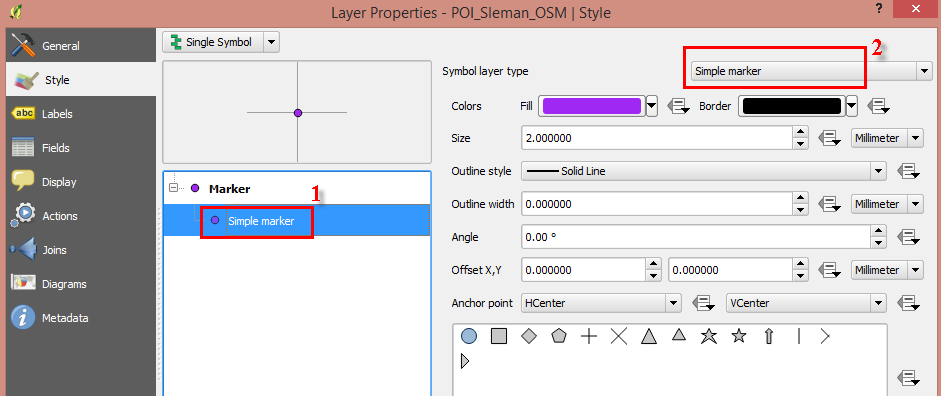 Layer Properties - POI_Sleman_OSM | Style
?
General
Style
abc
Labels
Fields
Display
Actions
Joins
Diagrams
Metadata
Single Symbol
Marker
1
Simple marker
2
Symbol layer type Simple marker
Colors Fill Border
Size 2.000000 Millimeter
Outline style Solid Line
Outline width 0.000000 Millimeter
Angle 0.00 °
Offset X,Y 0.000000 0.000000 Millimeter
Anchor point HCenter VCenter